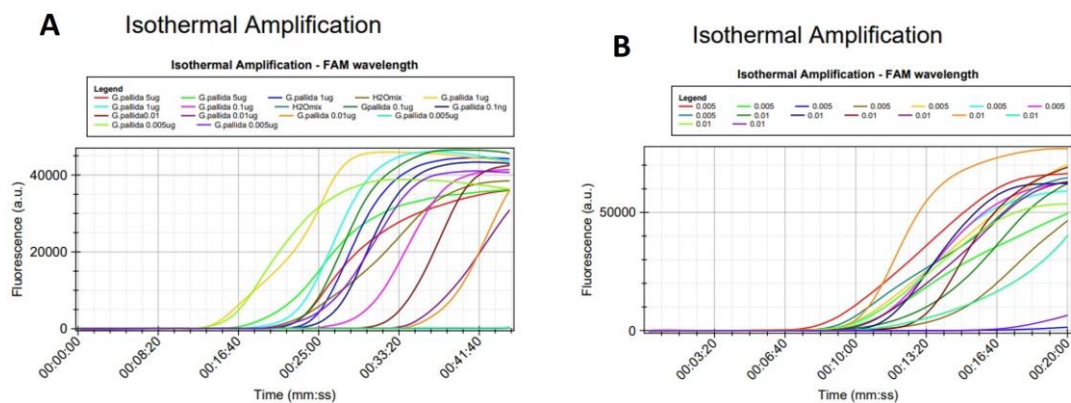 A
Isothermal Amplification
Isothermal Amplification - FAM wavelength
Legend
G.pallida 5ug G.pallida 5ug G.pallida 1ug H2Omix G.pallida 1ug
G.pallida 1ug G.pallida 0.1ug H2Omix G.pallida 0.1ug G.pallida 0.1ng
G.pallida0.01 G.pallida 0.01ug G.pallida 0.01ug G.pallida 0.005ug
G.pallida 0.005ug G.pallida 0.005ug
Fluorescence (a.u.)
40000
20000
0
00:00:00 00:08:20 00:16:40 00:25:00 00:33:20 00:41:40
Time (mm:ss)
B
Isothermal Amplification
Isothermal Amplification - FAM wavelength
Legend
0.005 0.005 0.005 0.005 0.005 0.005 0.005
0.005 0.01 0.01 0.01 0.01 0.01 0.01
0.01 0.01
Fluorescence (a.u.)
50000
0
00:03:20 00:06:40 00:10:00 00:13:20 00:16:40 00:20:00
Time (mm:ss)